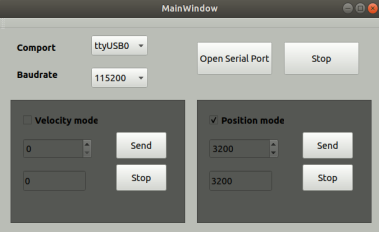 MainWindow
Comport ttyUSB0 Open Serial Port Stop
Baudrate 115200
Velocity mode
0 Send
0 Stop
Position mode
3200 Send
3200 Stop